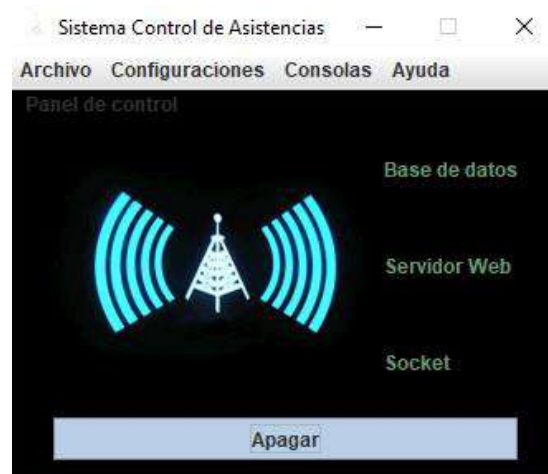 Sistema Control de Asistencias
Archivo Configuraciones Consolas Ayuda
Panel de control
Base de datos
Servidor Web
Socket
Apagar